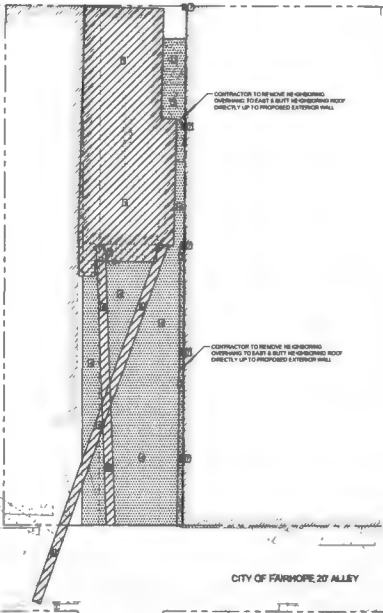 CONTRACTOR TO REMOVE NEIGHBORING
OVERHANG TO EAST & BUTT NEIGHBORING ROOF
DIRECTLY UP TO PROPOSED EXTERIOR WALL
CONTRACTOR TO REMOVE NEIGHBORING
OVERHANG TO EAST & BUTT NEIGHBORING ROOF
DIRECTLY UP TO PROPOSED EXTERIOR WALL
CITY OF FAIRHOPE 20' ALLEY